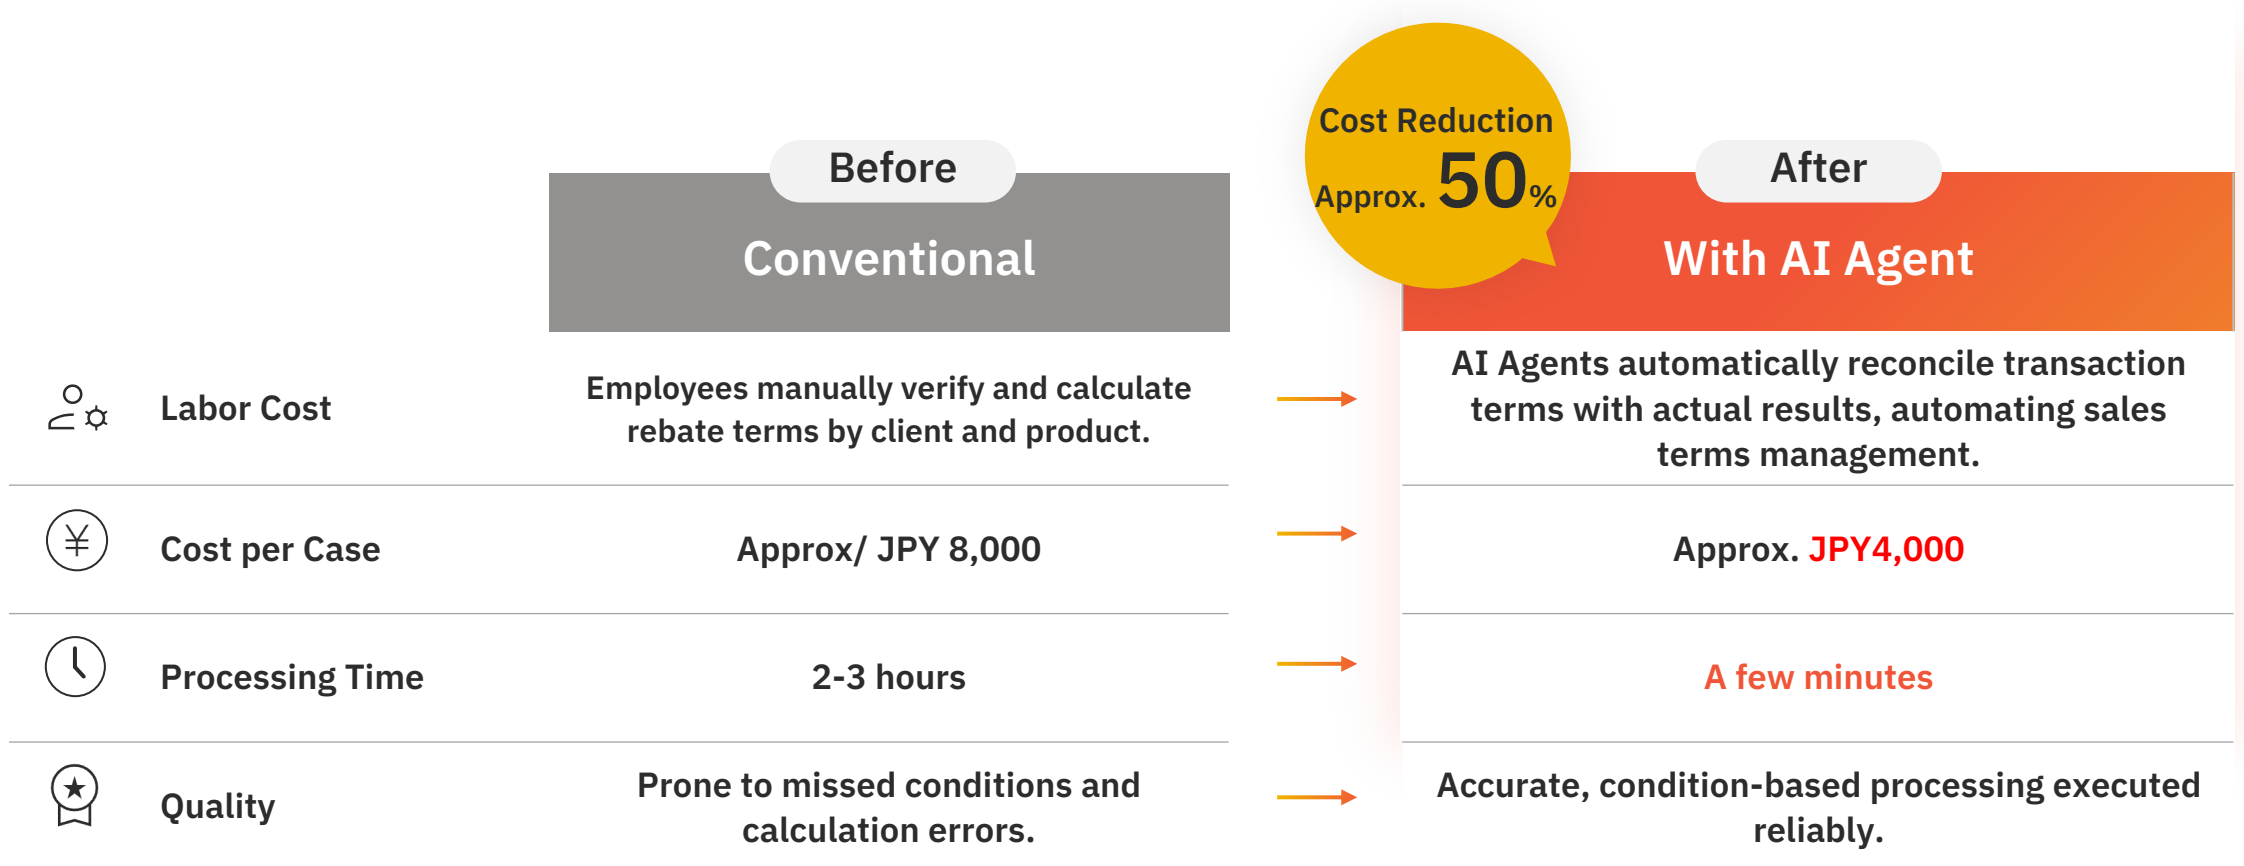 Cost Reduction
Approx. 50%
Before
After
Conventional
With AI Agent
Labor Cost
Employees manually verify and calculate
rebate terms by client and product.
AI Agents automatically reconcile transaction
terms with actual results, automating sales
terms management.
¥
Cost per Case
Approx/ JPY 8,000
Approx. JPY4,000
Processing Time
2-3 hours
A few minutes
Quality
Prone to missed conditions and
calculation errors.
Accurate, condition-based processing executed
reliably.